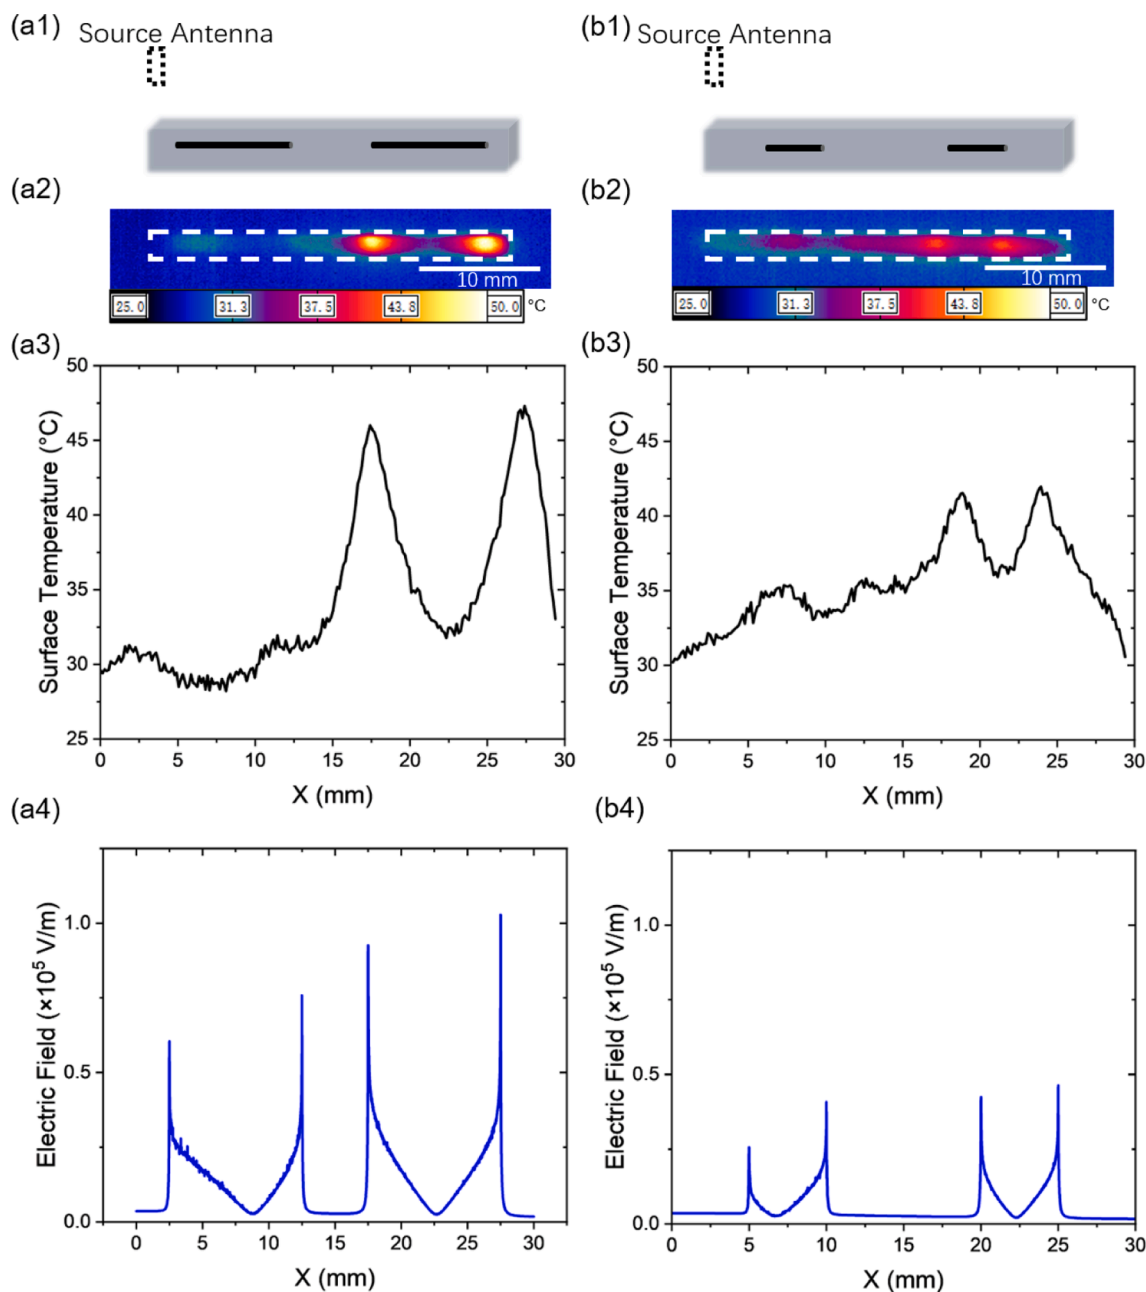 (a1)
Source Antenna
(b1)
Source Antenna
(a2)
10 mm
25.0 31.3 37.5 43.8 50.0 °C
(b2)
10 mm
25.0 31.3 37.5 43.8 50.0 °C
(a3)
50
45
40
35
30
25
Surface Temperature (°C)
0 5 10 15 20 25 30
X (mm)
(b3)
50
45
40
35
30
25
Surface Temperature (°C)
0 5 10 15 20 25 30
X (mm)
(a4)
1.0
0.5
0.0
Electric Field (×10⁵ V/m)
0 5 10 15 20 25 30
X (mm)
(b4)
1.0
0.5
0.0
Electric Field (×10⁵ V/m)
0 5 10 15 20 25 30
X (mm)